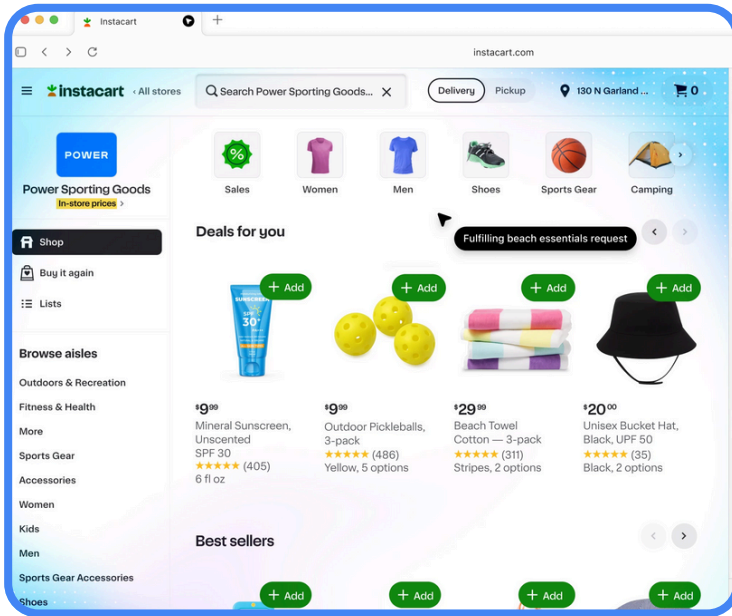 Instacart
instacart.com
instacart
All stores
Search Power Sporting Goods...
Delivery
Pickup
130 N Garland ...
0
POWER
Power Sporting Goods
In-store prices
Sales
Women
Men
Shoes
Sports Gear
Camping
Shop
Buy it again
Lists
Browse aisles
Outdoors & Recreation
Fitness & Health
More
Sports Gear
Accessories
Women
Kids
Men
Sports Gear Accessories
Shoes
Deals for you
Fulfilling beach essentials request
+ Add
+ Add
+ Add
+ Add
SUNSCREEN
SPF
30+
$9.99
Mineral Sunscreen,
Unscented
SPF 30
★★★★★ (405)
6 fl oz
$9.99
Outdoor Pickleballs,
3-pack
★★★★★ (486)
Yellow, 5 options
$29.99
Beach Towel
Cotton — 3-pack
★★★★★ (311)
Stripes, 2 options
$20.00
Unisex Bucket Hat,
Black, UPF 50
★★★★★ (35)
Black, 2 options
Best sellers
+ Add
+ Add
+ Add
+ Add